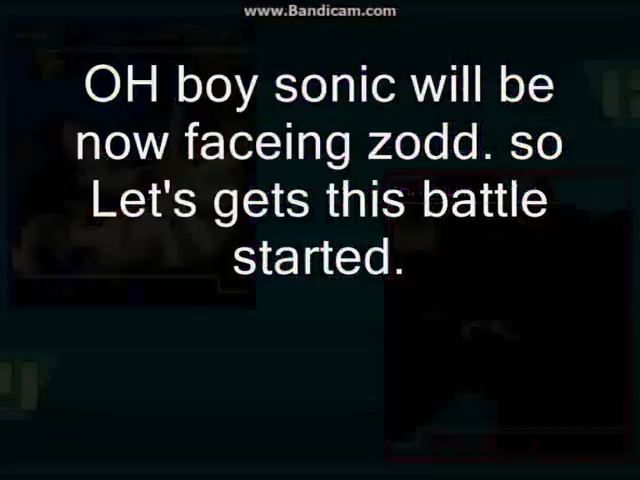 www.Bandicam.com
OH boy sonic will be
now faceing zodd. so
Let's gets this battle
started.